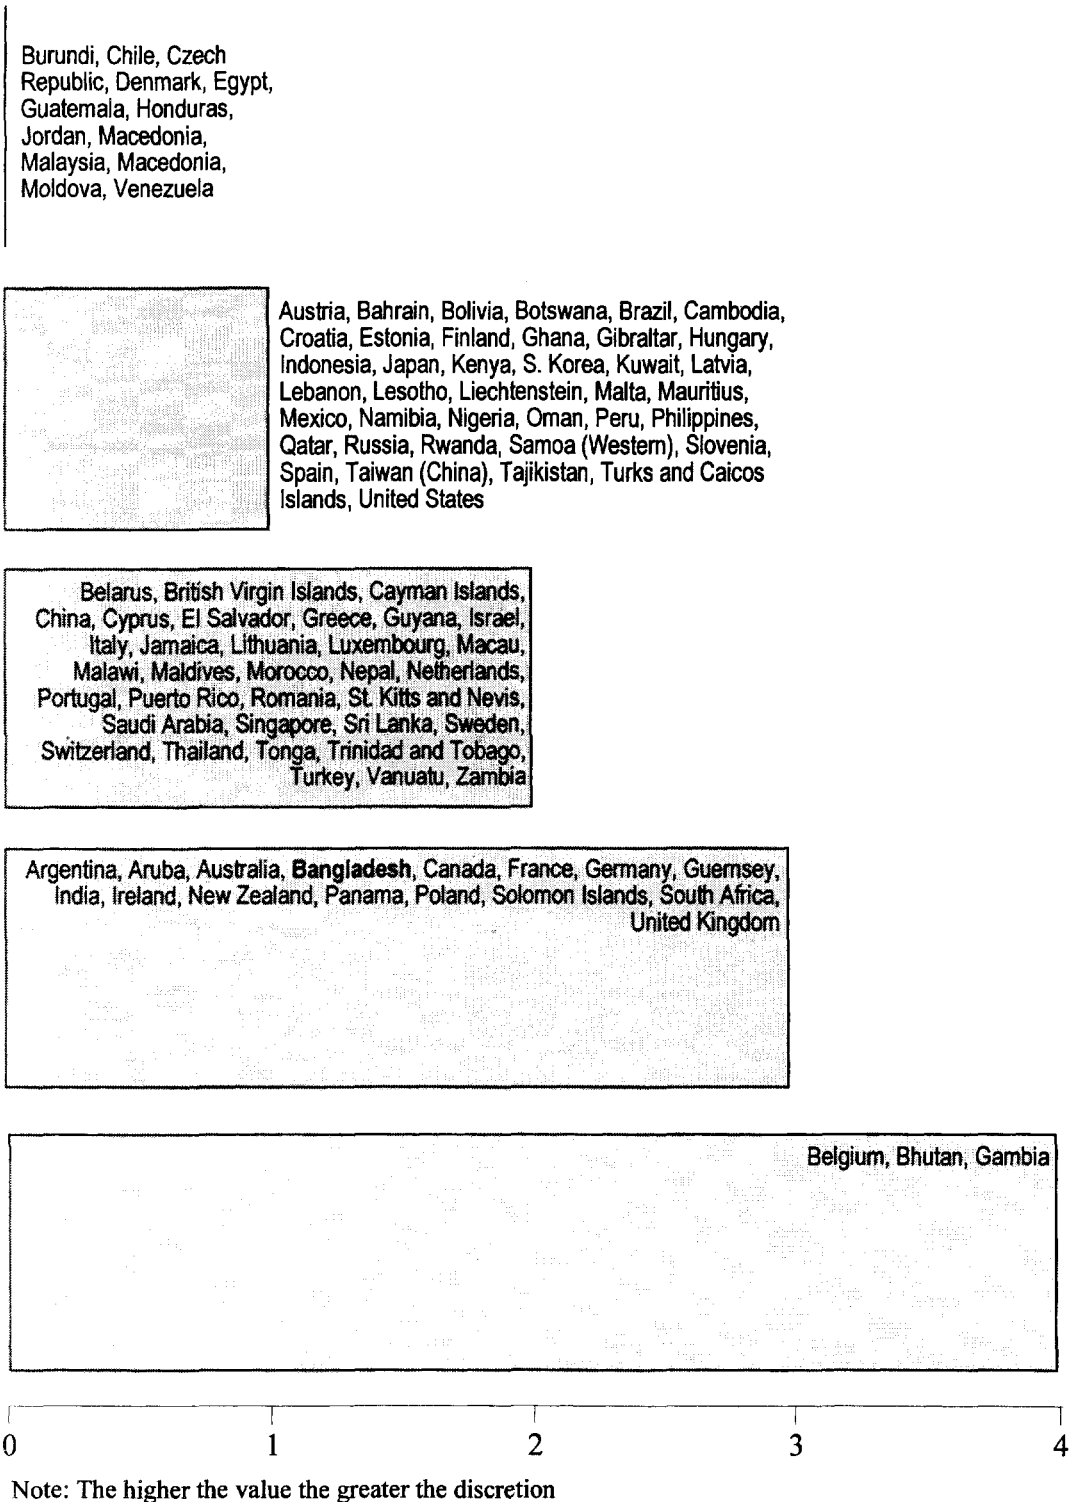 Burundi, Chile, Czech
Republic, Denmark, Egypt,
Guatemala, Honduras,
Jordan, Macedonia,
Malaysia, Macedonia,
Moldova, Venezuela
Austria, Bahrain, Bolivia, Botswana, Brazil, Cambodia,
Croatia, Estonia, Finland, Ghana, Gibraltar, Hungary,
Indonesia, Japan, Kenya, S. Korea, Kuwait, Latvia,
Lebanon, Lesotho, Liechtenstein, Malta, Mauritius,
Mexico, Namibia, Nigeria, Oman, Peru, Philippines,
Qatar, Russia, Rwanda, Samoa (Western), Slovenia,
Spain, Taiwan (China), Tajikistan, Turks and Caicos
Islands, United States
Belarus, British Virgin Islands, Cayman Islands,
China, Cyprus, El Salvador, Greece, Guyana, Israel,
Italy, Jamaica, Lithuania, Luxembourg, Macau,
Malawi, Maldives, Morocco, Nepal, Netherlands,
Portugal, Puerto Rico, Romania, St. Kitts and Nevis,
Saudi Arabia, Singapore, Sri Lanka, Sweden,
Switzerland, Thailand, Tonga, Trinidad and Tobago,
Turkey, Vanuatu, Zambia
Argentina, Aruba, Australia, Bangladesh, Canada, France, Germany, Guernsey,
India, Ireland, New Zealand, Panama, Poland, Solomon Islands, South Africa,
United Kingdom
Belgium, Bhutan, Gambia
0 1 2 3 4
Note: The higher the value the greater the discretion